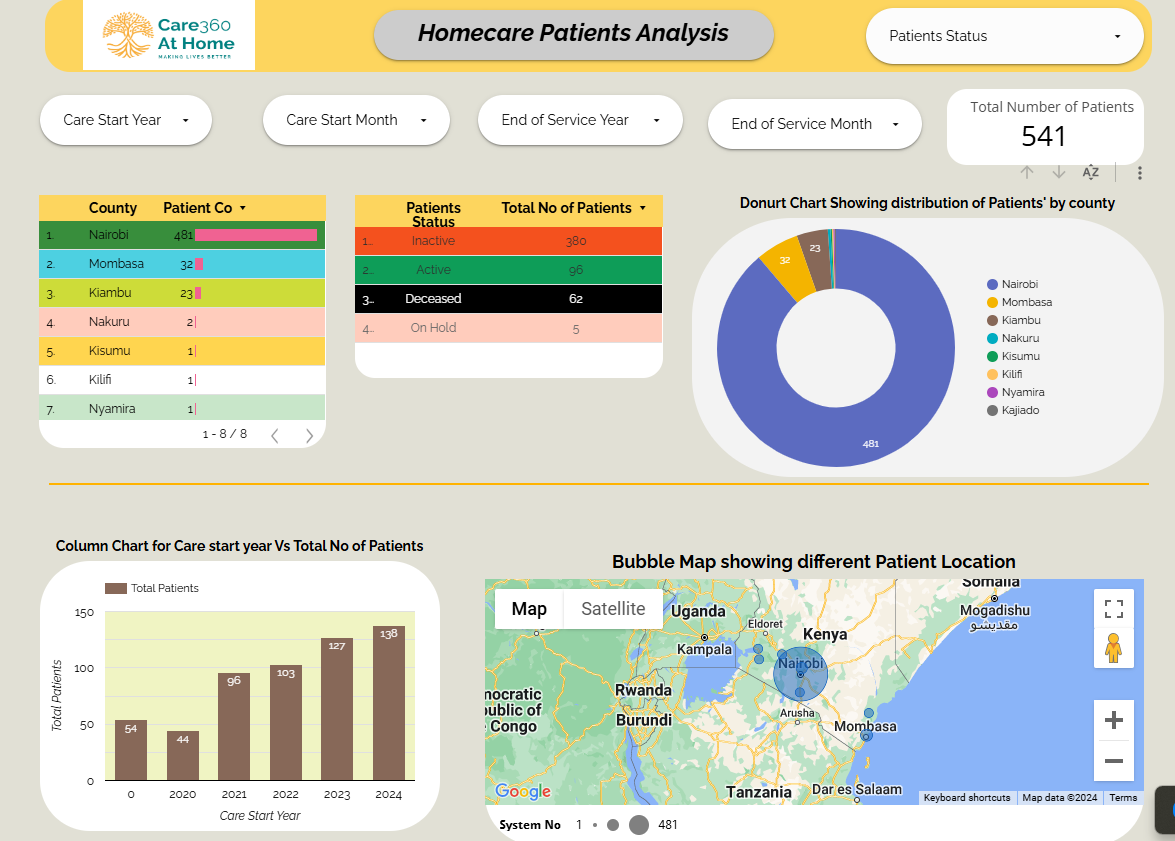 Care360
At Home
MAKING LIVES BETTER
Homecare Patients Analysis
Patients Status
Care Start Year
Care Start Month
End of Service Year
End of Service Month
Total Number of Patients
541
AZ
County Patient Co
1. Nairobi 481
2. Mombasa 32
3. Kiambu 23
4. Nakuru 2
5. Kisumu 1
6. Kilifi 1
7. Nyamira 1
1 - 8 / 8
Patients Status Total No of Patients
1... Inactive 380
2... Active 96
3... Deceased 62
4... On Hold 5
Donurt Chart Showing distribution of Patients' by county
32
23
481
Nairobi
Mombasa
Kiambu
Nakuru
Kisumu
Kilifi
Nyamira
Kajiado
Column Chart for Care start year Vs Total No of Patients
Total Patients
150
100
50
0
Total Patients
54
44
96
103
127
138
0 2020 2021 2022 2023 2024
Care Start Year
Bubble Map showing different Patient Location
Map Satellite
Somalia
Mogadishu
مقديشو
Uganda
Eldoret
Kenya
Kampala
Nairobi
Rwanda
mocratic
public of
Congo
Burundi
Arusha
Mombasa
Tanzania
Dar es Salaam
Google
Keyboard shortcuts Map data ©2024 Terms
System No 1 481